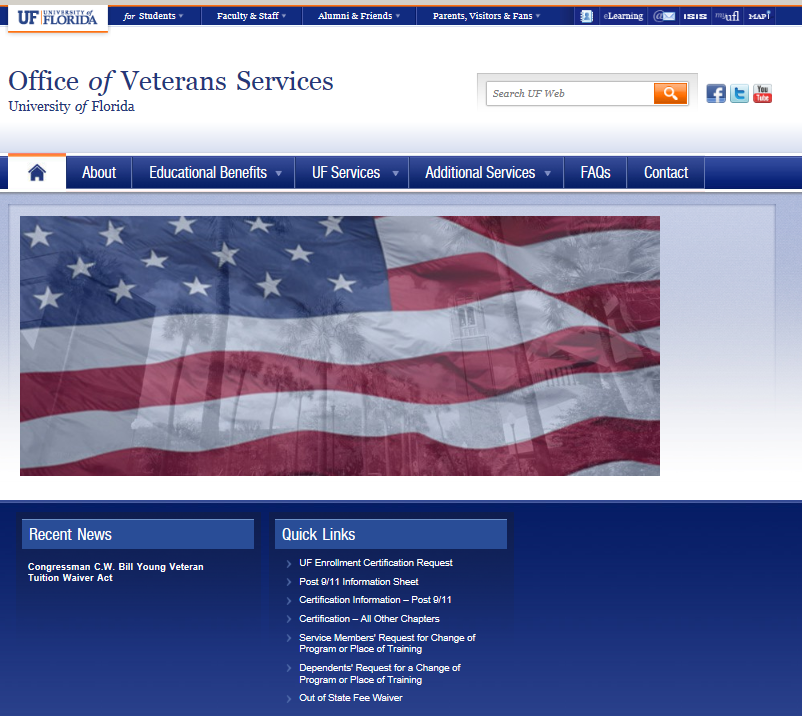 UF UNIVERSITY of FLORIDA
for Students
Faculty & Staff
Alumni & Friends
Parents, Visitors & Fans
eLearning
@
ISIS
myufl
MAP
Office of Veterans Services
University of Florida
Search UF Web
f
t
You Tube
About
Educational Benefits
UF Services
Additional Services
FAQs
Contact
Recent News
Congressman C.W. Bill Young Veteran
Tuition Waiver Act
Quick Links
UF Enrollment Certification Request
Post 9/11 Information Sheet
Certification Information – Post 9/11
Certification – All Other Chapters
Service Members' Request for Change of
Program or Place of Training
Dependents' Request for a Change of
Program or Place of Training
Out of State Fee Waiver